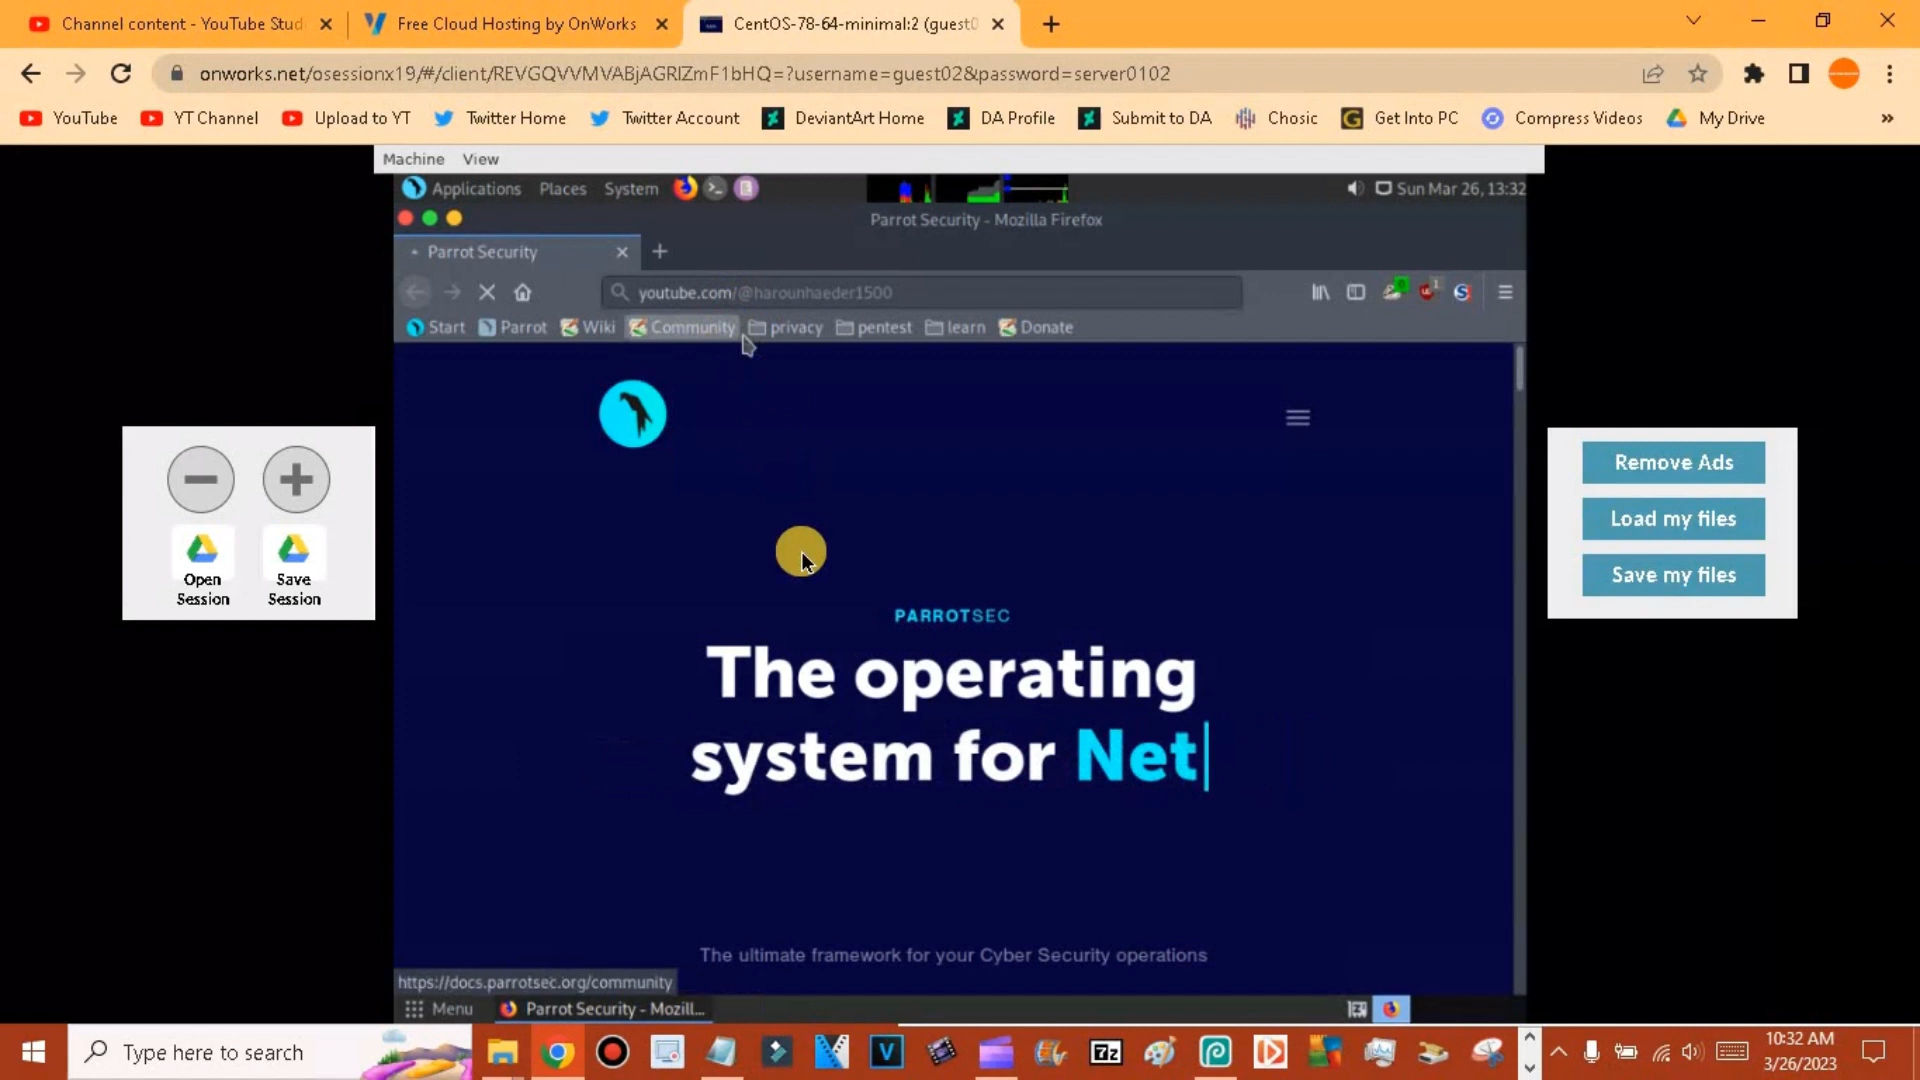 Channel content - YouTube Stud
Free Cloud Hosting by OnWorks
CentOS-78-64-minimal:2 (guest0
onworks.net/osessionx19/#/client/REVGQVVMVABjAGRlZmF1bHQ=?username=guest02&password=server0102
YouTube
YT Channel
Upload to YT
Twitter Home
Twitter Account
DeviantArt Home
DA Profile
Submit to DA
Chosic
Get Into PC
Compress Videos
My Drive
»
Machine View
Applications Places System
Sun Mar 26, 13:32
Parrot Security - Mozilla Firefox
Parrot Security
youtube.com/@harounhaeder1500
Start
Parrot
Wiki
Community
privacy
pentest
learn
Donate
PARROTSEC
The operating
system for Net
The ultimate framework for your Cyber Security operations
https://docs.parrotsec.org/community
Menu
Parrot Security - Mozill...
Open
Session
Save
Session
Remove Ads
Load my files
Save my files
Type here to search
10:32 AM
3/26/2023